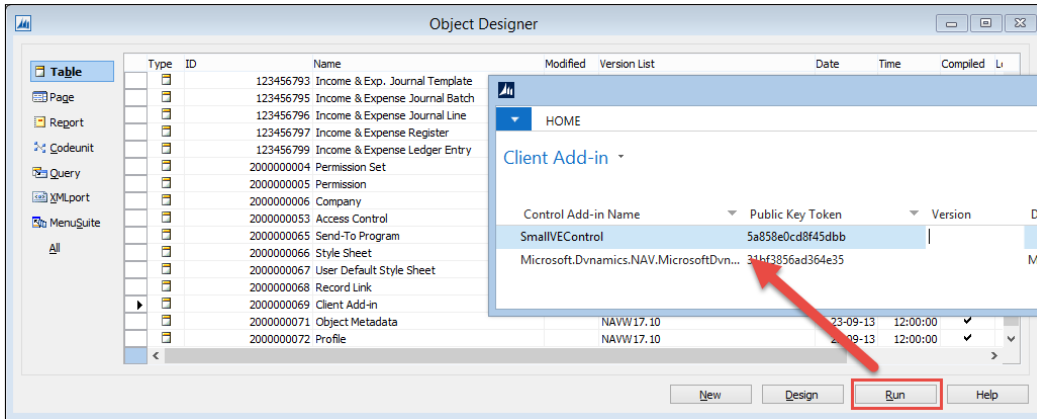 Object Designer
Type ID Name Modified Version List Date Time Compiled
Table
Page
Report
Codeunit
Query
XMLport
MenuSuite
All
123456793 Income & Exp. Journal Template
123456795 Income & Expense Journal Batch
123456796 Income & Expense Journal Line
123456797 Income & Expense Register
123456799 Income & Expense Ledger Entry
2000000004 Permission Set
2000000005 Permission
2000000006 Company
2000000053 Access Control
2000000065 Send-To Program
2000000066 Style Sheet
2000000067 User Default Style Sheet
2000000068 Record Link
2000000069 Client Add-in
2000000071 Object Metadata NAVW17.10 23-09-13 12:00:00
2000000072 Profile NAVW17.10 12:00:00
HOME
Client Add-in
Control Add-in Name Public Key Token Version
SmallVEControl 5a858e0cd8f45dbb
Microsoft.Dynamics.NAV.MicrosoftDyn... 31bf3856ad364e35
New Design Run Help